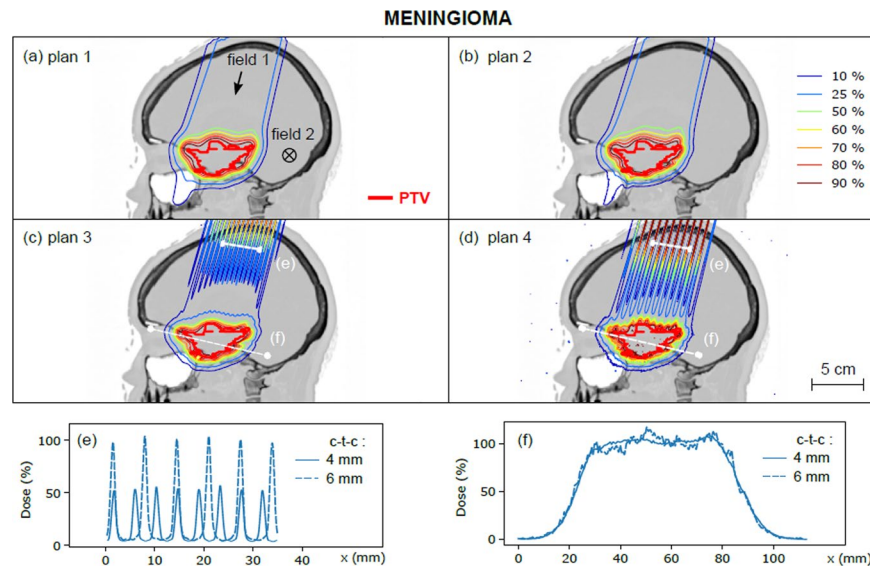 MENINGIOMA
(a) plan 1
field 1
field 2
PTV
(b) plan 2
10 %
25 %
50 %
60 %
70 %
80 %
90 %
(c) plan 3
(e)
(f)
(d) plan 4
(e)
(f)
5 cm
(e)
c-t-c :
4 mm
6 mm
Dose (%)
100
50
0
0
10
20
30
40
x (mm)
(f)
c-t-c :
4 mm
6 mm
Dose (%)
100
50
0
0
20
40
60
80
100
x (mm)